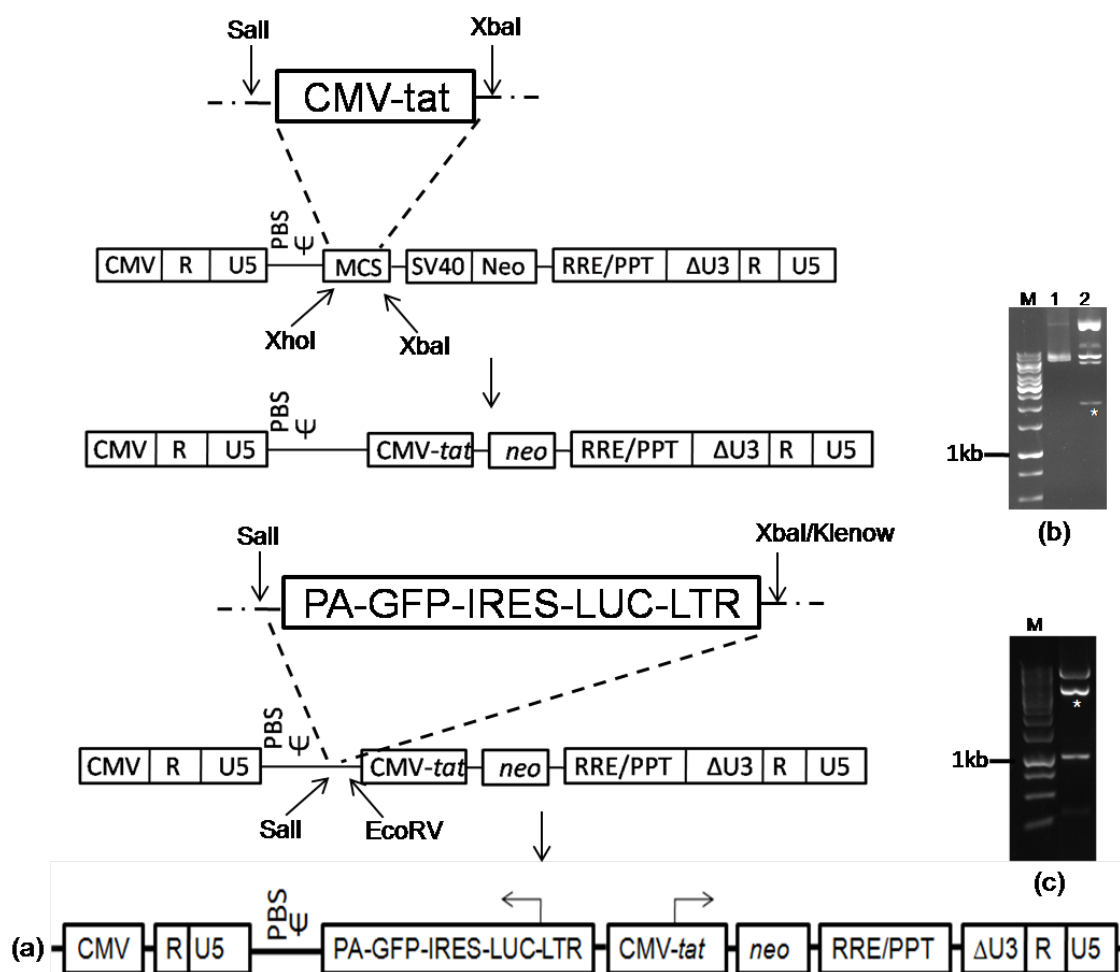 SalI XbaI
CMV-tat
PBS
Ψ
CMV R U5 MCS SV40 Neo RRE/PPT ΔU3 R U5
XhoI XbaI
M 1 2
PBS
Ψ
CMV R U5 CMV-tat neo RRE/PPT ΔU3 R U5
1kb
*
(b)
SalI XbaI/Klenow
PA-GFP-IRES-LUC-LTR
M
*
PBS
Ψ
CMV R U5 CMV-tat neo RRE/PPT ΔU3 R U5
1kb
SalI EcoRV
(c)
PBS
Ψ
(a) CMV R U5 PA-GFP-IRES-LUC-LTR CMV-tat neo RRE/PPT ΔU3 R U5